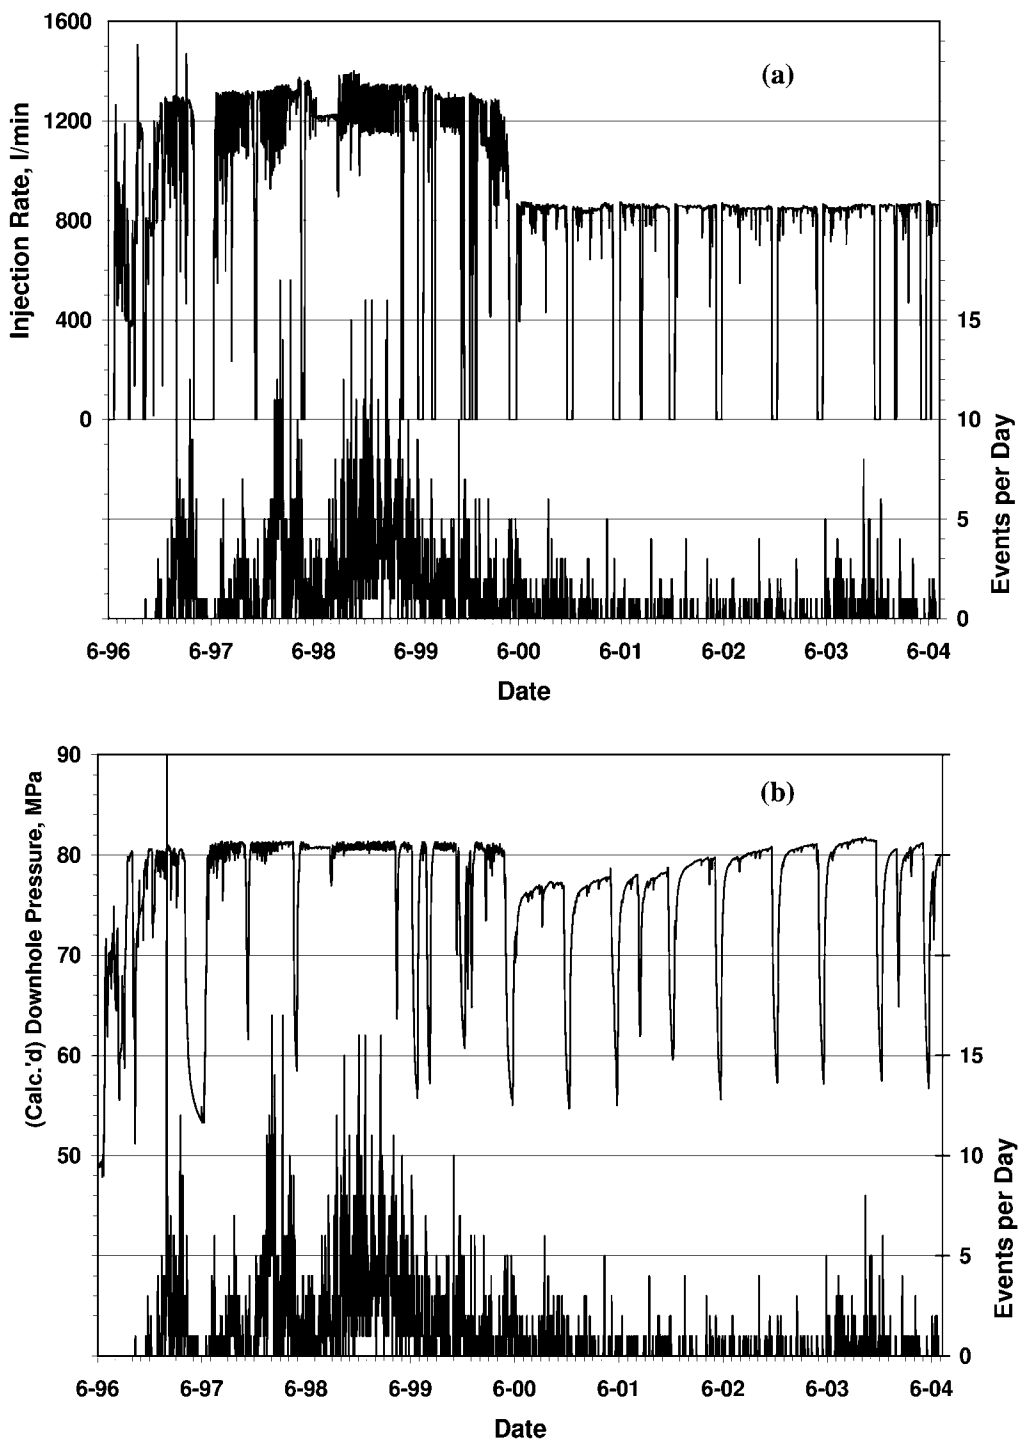 (a)
Injection Rate, l/min
1600
1200
800
400
0
15
10
5
0
Events per Day
6-96 6-97 6-98 6-99 6-00 6-01 6-02 6-03 6-04
Date
(b)
(Calc.'d) Downhole Pressure, MPa
90
80
70
60
50
15
10
5
0
Events per Day
6-96 6-97 6-98 6-99 6-00 6-01 6-02 6-03 6-04
Date